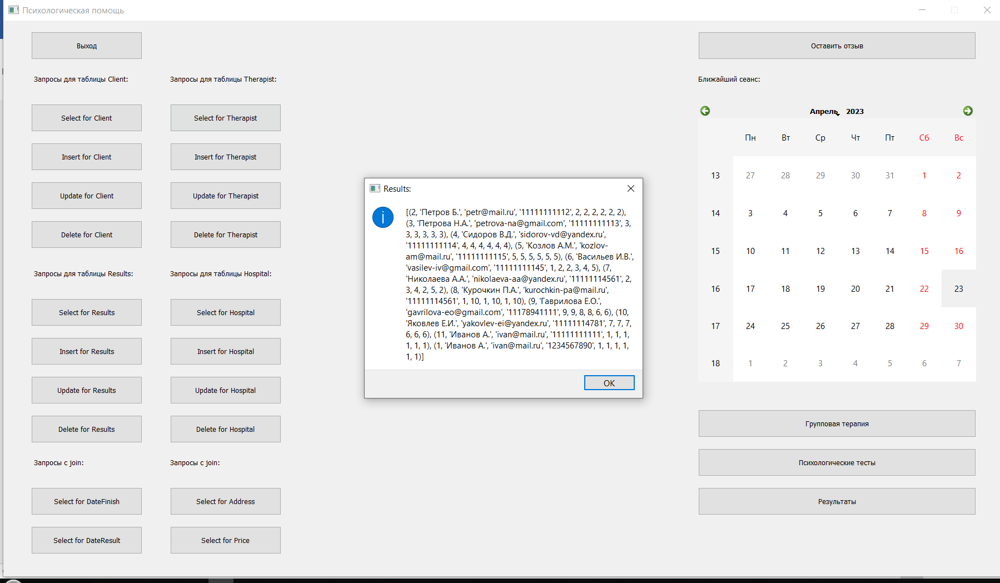 Психологическая помощь
Выход
Оставить отзыв
Запросы для таблицы Client:
Запросы для таблицы Therapist:
Ближайший сеанс:
Select for Client
Select for Therapist
Insert for Client
Insert for Therapist
Update for Client
Update for Therapist
Delete for Client
Delete for Therapist
Запросы для таблицы Results:
Запросы для таблицы Hospital:
Select for Results
Select for Hospital
Insert for Results
Insert for Hospital
Update for Results
Update for Hospital
Delete for Results
Delete for Hospital
Запросы с join:
Запросы с join:
Select for DateFinish
Select for Address
Select for DateResult
Select for Price
Results:
[(2, 'Петров Б.', 'petr@mail.ru', '11111111112', 2, 2, 2, 2, 2, 2),
(3, 'Петрова Н.А.', 'petrova-na@gmail.com', '11111111113', 3,
3, 3, 3, 3, 3), (4, 'Сидоров В.Д.', 'sidorov-vd@yandex.ru',
'11111111114', 4, 4, 4, 4, 4, 4), (5, 'Козлов А.М.', 'kozlov-
am@mail.ru', '11111111115', 5, 5, 5, 5, 5, 5), (6, 'Васильев И.В.',
'vasilev-iv@gmail.com', '11111111145', 1, 2, 2, 3, 4, 5), (7,
'Николаева А.А.', 'nikolaeva-aa@yandex.ru', '11111114561', 2,
3, 4, 2, 5, 2), (8, 'Курочкин П.А.', 'kurochkin-pa@mail.ru',
'11111114561', 1, 10, 1, 10, 1, 10), (9, 'Гаврилова Е.О.',
'gavrilova-eo@gmail.com', '11178941111', 9, 9, 8, 8, 6, 6), (10,
'Яковлев Е.И.', 'yakovlev-ei@yandex.ru', '11111114781', 7, 7, 7,
6, 6, 6), (11, 'Иванов А.', 'ivan@mail.ru', '11111111111', 1, 1, 1,
1, 1, 1), (1, 'Иванов А.', 'ivan@mail.ru', '1234567890', 1, 1, 1, 1,
1, 1)]
OK
Апрель 2023
Пн Вт Ср Чт Пт Сб Вс
13 27 28 29 30 31 1 2
14 3 4 5 6 7 8 9
15 10 11 12 13 14 15 16
16 17 18 19 20 21 22 23
17 24 25 26 27 28 29 30
18 1 2 3 4 5 6 7
Групповая терапия
Психологические тесты
Результаты